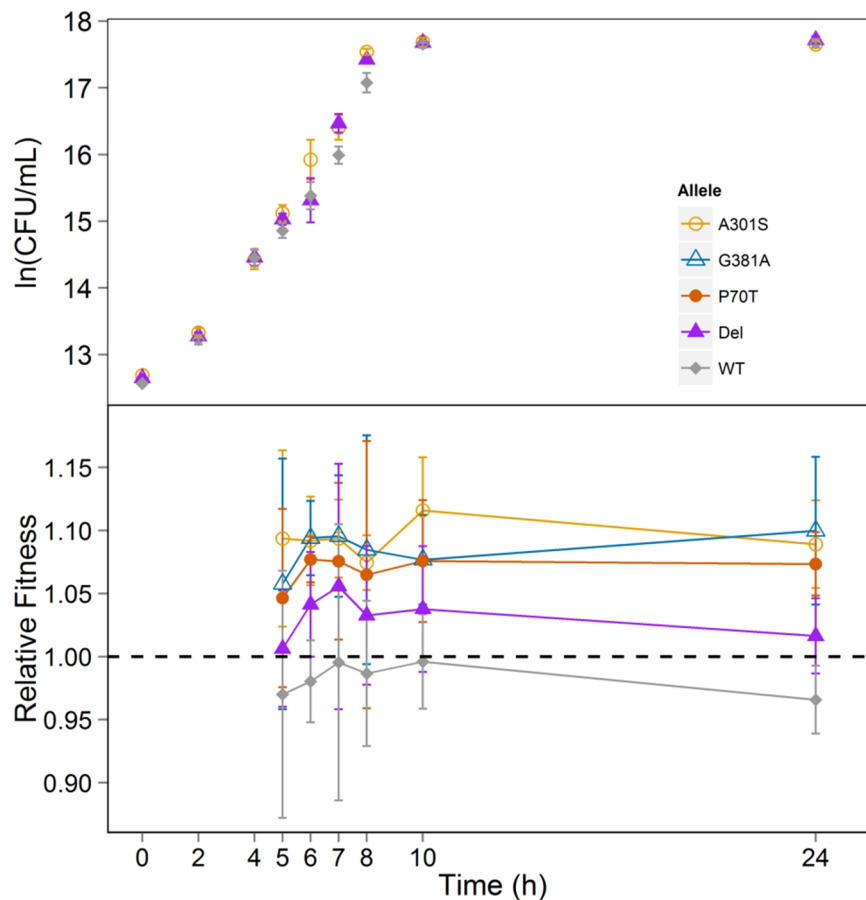 18
17
16
15
14
13
ln(CFU/mL)
Allele
A301S
G381A
P70T
Del
WT
1.15
1.10
1.05
1.00
0.95
0.90
Relative Fitness
0 2 4 5 6 7 8 10 24
Time (h)